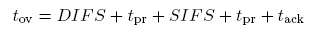 t_ov = DIFS + t_pr + SIFS + t_pr + t_ack